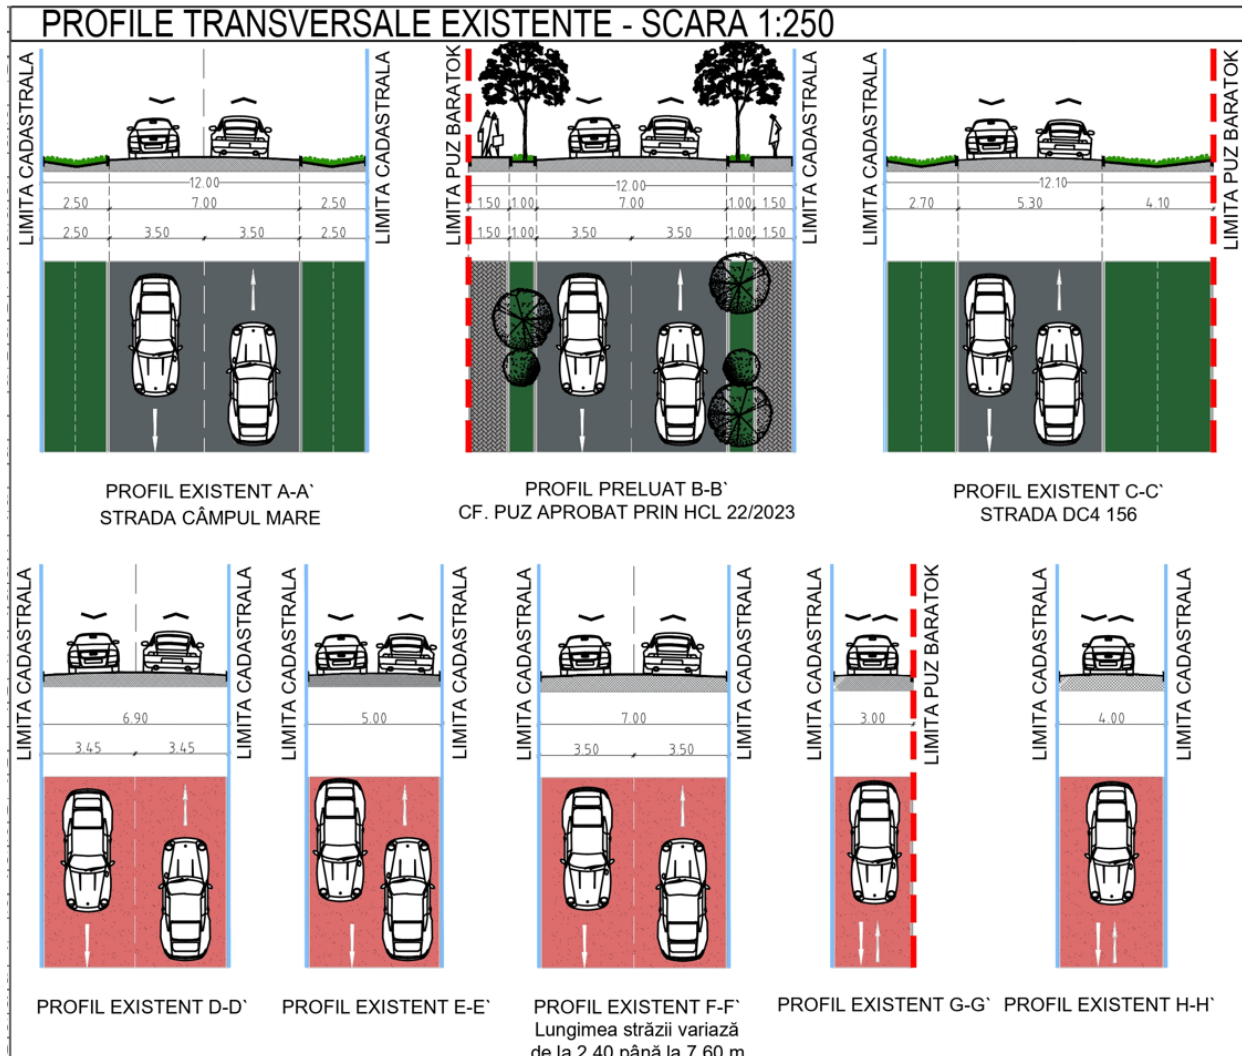 PROFILE TRANSVERSALE EXISTENTE - SCARA 1:250
LIMITA CADASTRALA
12.00
2.50 7.00 2.50
2.50 3.50 3.50 2.50
LIMITA CADASTRALA
PROFIL EXISTENT A-A`
STRADA CÂMPUL MARE
LIMITA PUZ BARATOK
12.00
1.50 1.00 7.00 1.00 1.50
1.50 1.00 3.50 3.50 1.00 1.50
LIMITA CADASTRALA
PROFIL PRELUAT B-B`
CF. PUZ APROBAT PRIN HCL 22/2023
LIMITA CADASTRALA
12.10
2.70 5.30 4.10
LIMITA PUZ BARATOK
PROFIL EXISTENT C-C`
STRADA DC4 156
LIMITA CADASTRALA
6.90
3.45 3.45
LIMITA CADASTRALA
PROFIL EXISTENT D-D`
LIMITA CADASTRALA
5.00
LIMITA CADASTRALA
PROFIL EXISTENT E-E`
LIMITA CADASTRALA
7.00
3.50 3.50
LIMITA CADASTRALA
PROFIL EXISTENT F-F`
Lungimea străzii variază
de la 2.40 până la 7.60 m
LIMITA CADASTRALA
3.00
LIMITA PUZ BARATOK
PROFIL EXISTENT G-G`
LIMITA CADASTRALA
4.00
LIMITA CADASTRALA
PROFIL EXISTENT H-H`